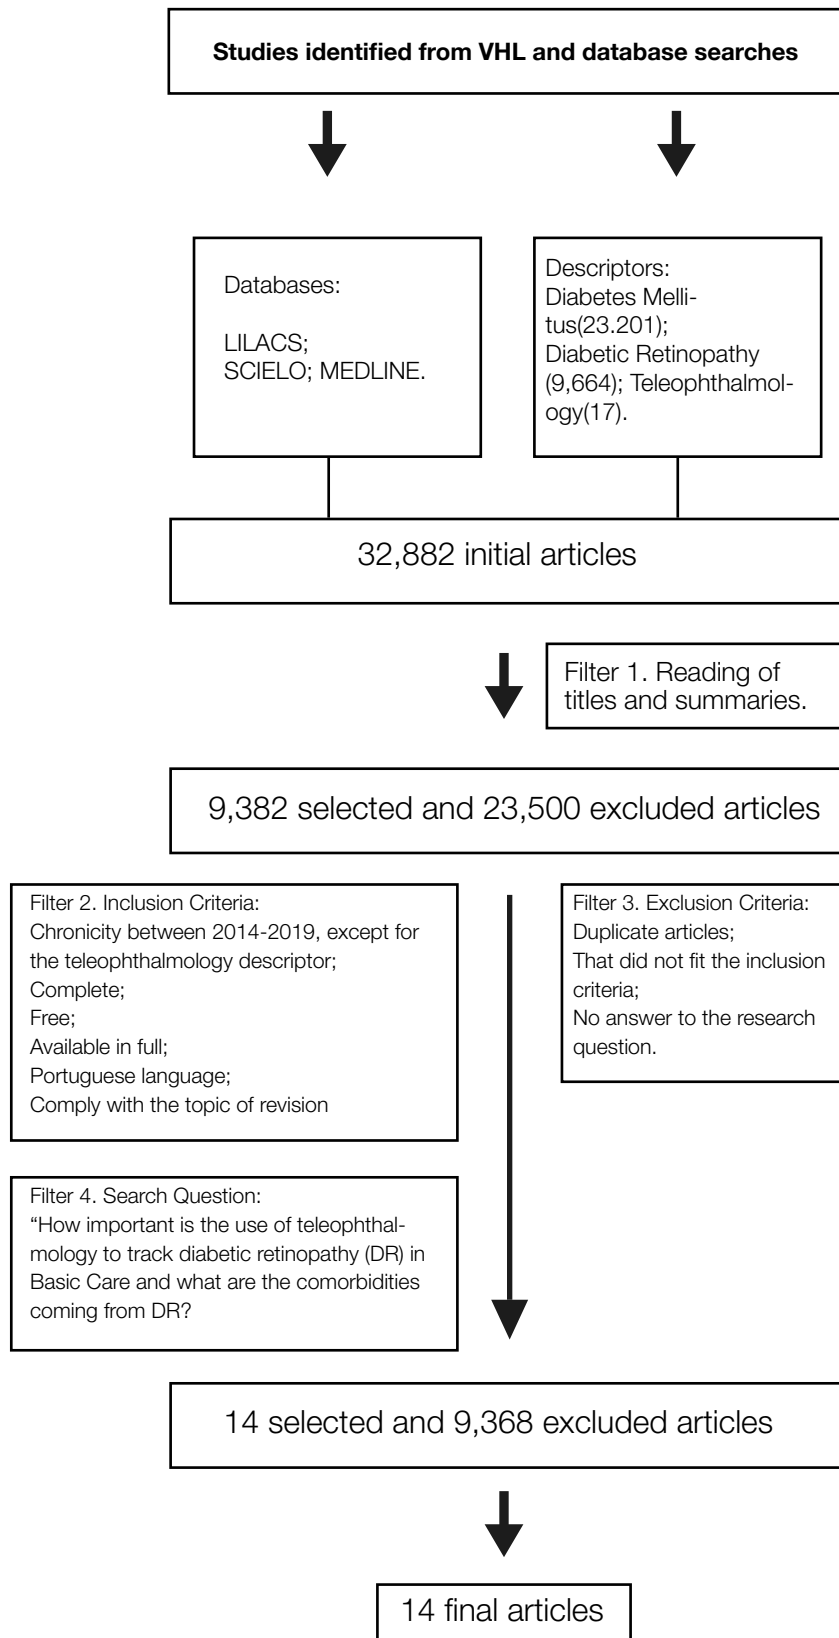 Studies identified from VHL and database searches
Databases:
LILACS;
SCIELO; MEDLINE.
Descriptors:
Diabetes Melli-
tus(23.201);
Diabetic Retinopathy
(9,664); Teleophthalmol-
ogy(17).
32,882 initial articles
Filter 1. Reading of
titles and summaries.
9,382 selected and 23,500 excluded articles
Filter 2. Inclusion Criteria:
Chronicity between 2014-2019, except for
the teleophthalmology descriptor;
Complete;
Free;
Available in full;
Portuguese language;
Comply with the topic of revision
Filter 3. Exclusion Criteria:
Duplicate articles;
That did not fit the inclusion
criteria;
No answer to the research
question.
Filter 4. Search Question:
“How important is the use of teleophthal-
mology to track diabetic retinopathy (DR) in
Basic Care and what are the comorbidities
coming from DR?
14 selected and 9,368 excluded articles
14 final articles